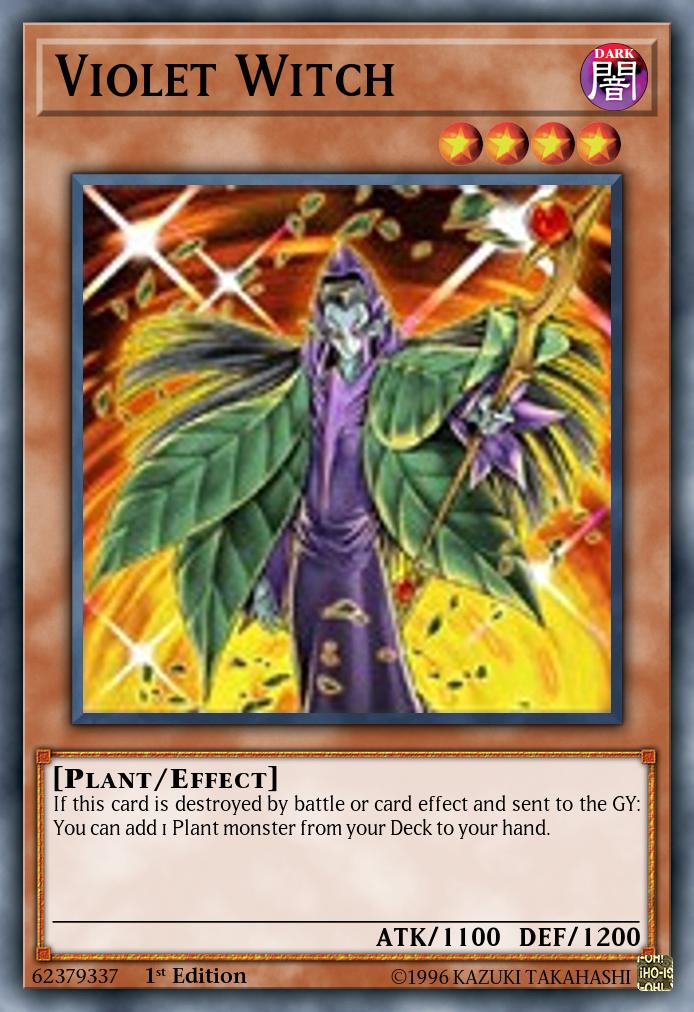 Violet Witch
DARK
闇
[Plant/Effect]
If this card is destroyed by battle or card effect and sent to the GY:
You can add 1 Plant monster from your Deck to your hand.
ATK/1100 DEF/1200
62379337 1st Edition ©1996 KAZUKI TAKAHASHI